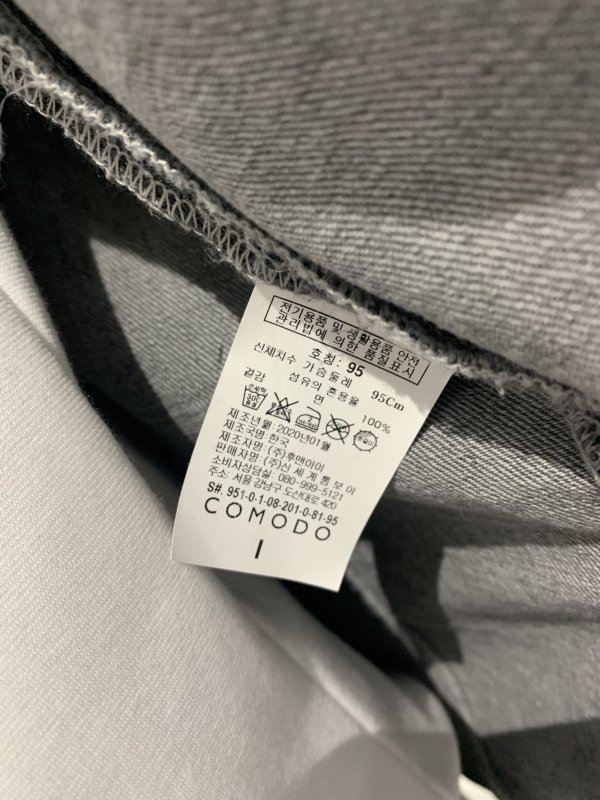 전기용품 및 생활용품 안전
관리법에 의한 품질표시
호칭: 95
신체치수 가슴둘레 95Cm
겉감 섬유의 혼용율
면 100%
제조년월: 2020년01월
제조국명: 한국
제조자명: (주)후앤아이
판매자명: (주)신세계톰보이
소비자상담실: 080-999-5121
주소: 서울 강남구 도산대로 420
S#. 951-0-1-08-201-0-81-95
COMODO
I